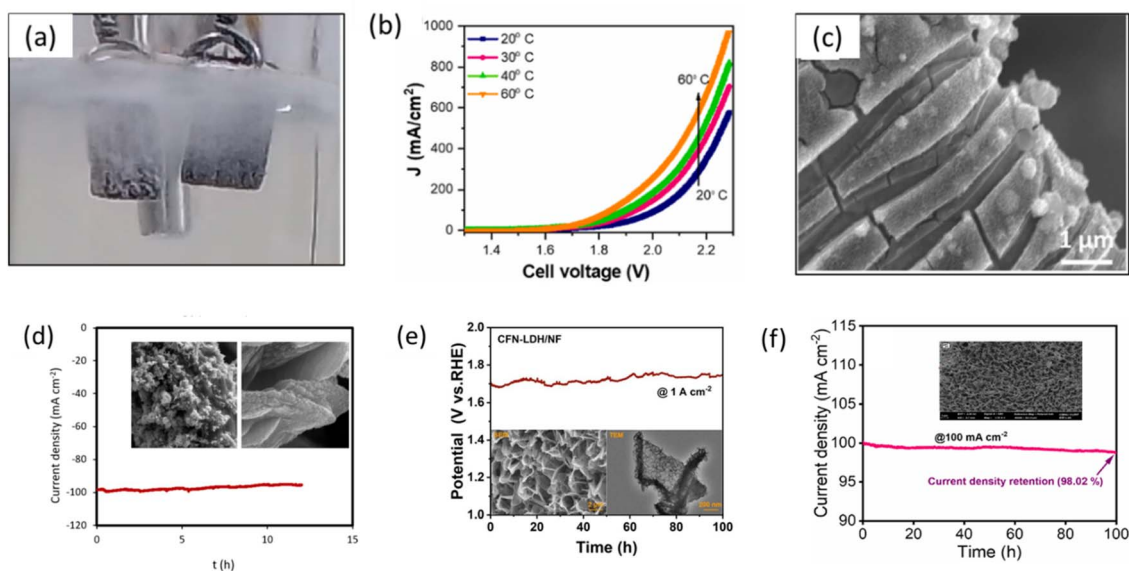 (a)
(b)
J (mA/cm²)
1000
800
600
400
200
0
20° C
30° C
40° C
60° C
60° C
20° C
1.4
1.6
1.8
2.0
2.2
Cell voltage (V)
(c)
1 µm
(d)
Current density (mA cm⁻²)
0
-20
-40
-60
-80
-100
-120
0
5
10
15
t (h)
(e)
Potential (V vs.RHE)
2.0
1.8
1.6
1.4
1.2
1.0
CFN-LDH/NF
@ 1 A cm⁻²
TEM
0
20
40
60
80
100
Time (h)
(f)
Current density (mA cm⁻²)
115
110
105
100
95
90
@100 mA cm⁻²
Current density retention (98.02 %)
0
20
40
60
80
100
Time (h)